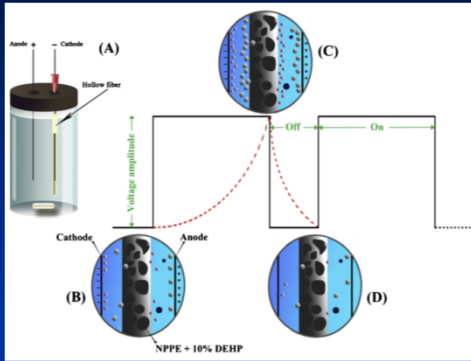 Anode
Cathode
+
−
(A)
(C)
Hollow fiber
Off
On
Voltage amplitude
Cathode
Anode
(B)
(D)
NPPE + 10% DEHP